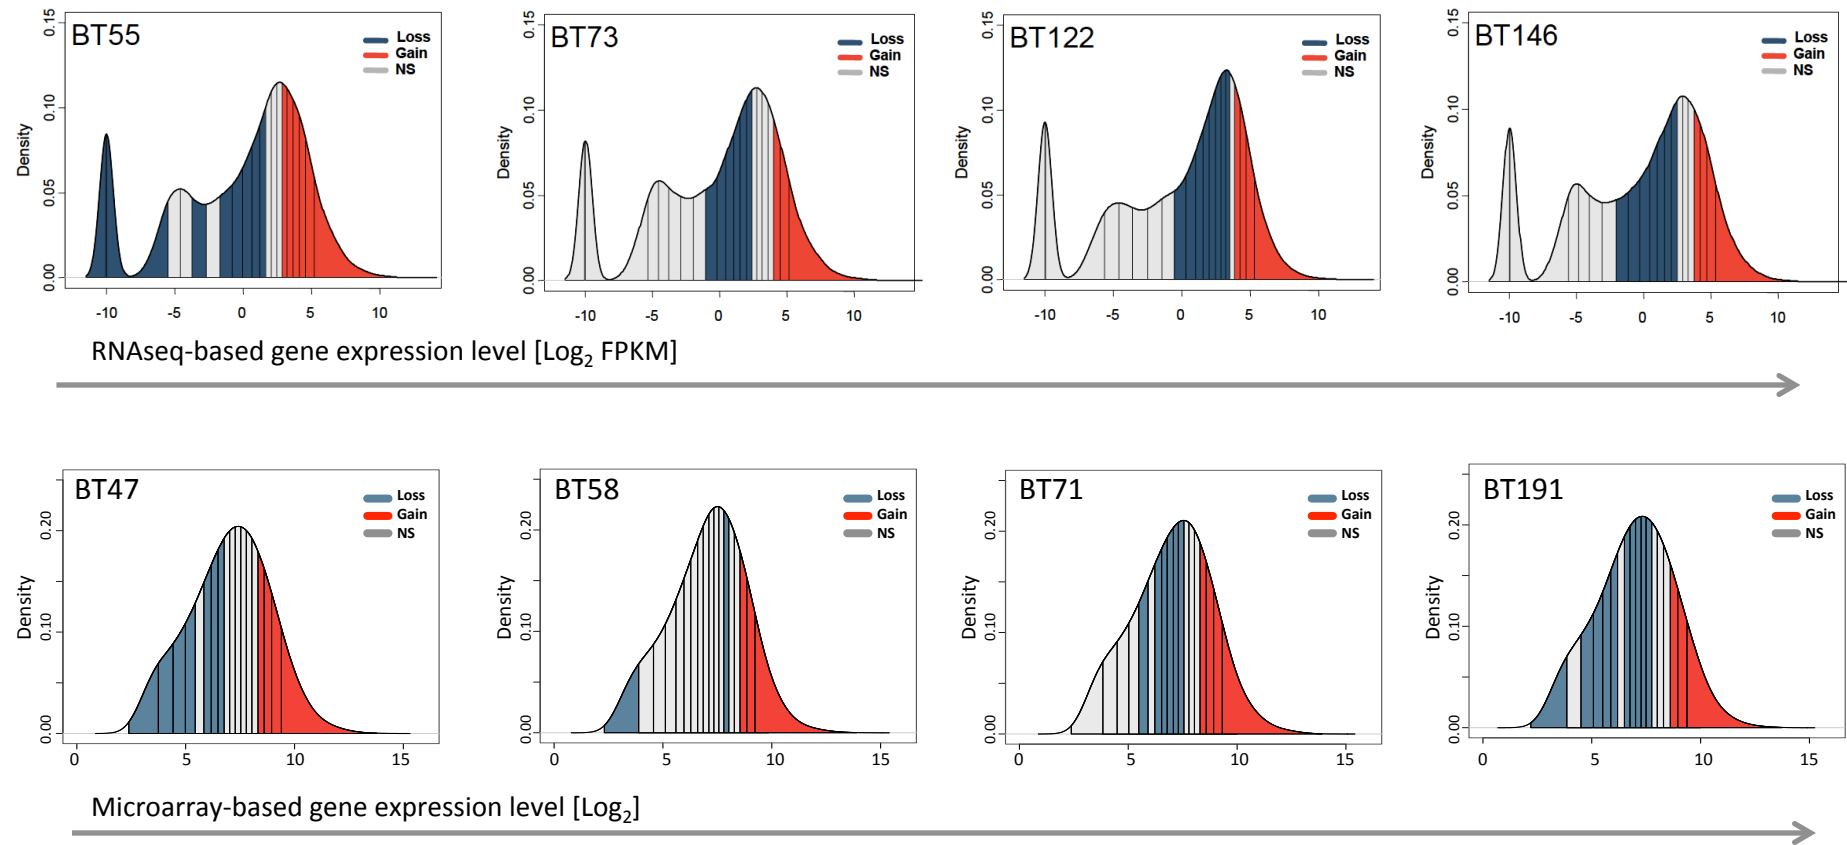 BT55
Loss
Gain
NS
Density
0.00 0.05 0.10 0.15
-10 -5 0 5 10
BT73
Loss
Gain
NS
Density
0.00 0.05 0.10 0.15
-10 -5 0 5 10
BT122
Loss
Gain
NS
Density
0.00 0.05 0.10 0.15
-10 -5 0 5 10
BT146
Loss
Gain
NS
Density
0.00 0.05 0.10 0.15
-10 -5 0 5 10
RNAseq-based gene expression level [Log2 FPKM]
BT47
Loss
Gain
NS
Density
0.00 0.10 0.20
0 5 10 15
BT58
Loss
Gain
NS
Density
0.00 0.10 0.20
0 5 10 15
BT71
Loss
Gain
NS
Density
0.00 0.10 0.20
0 5 10 15
BT191
Loss
Gain
NS
Density
0.00 0.10 0.20
0 5 10 15
Microarray-based gene expression level [Log2]